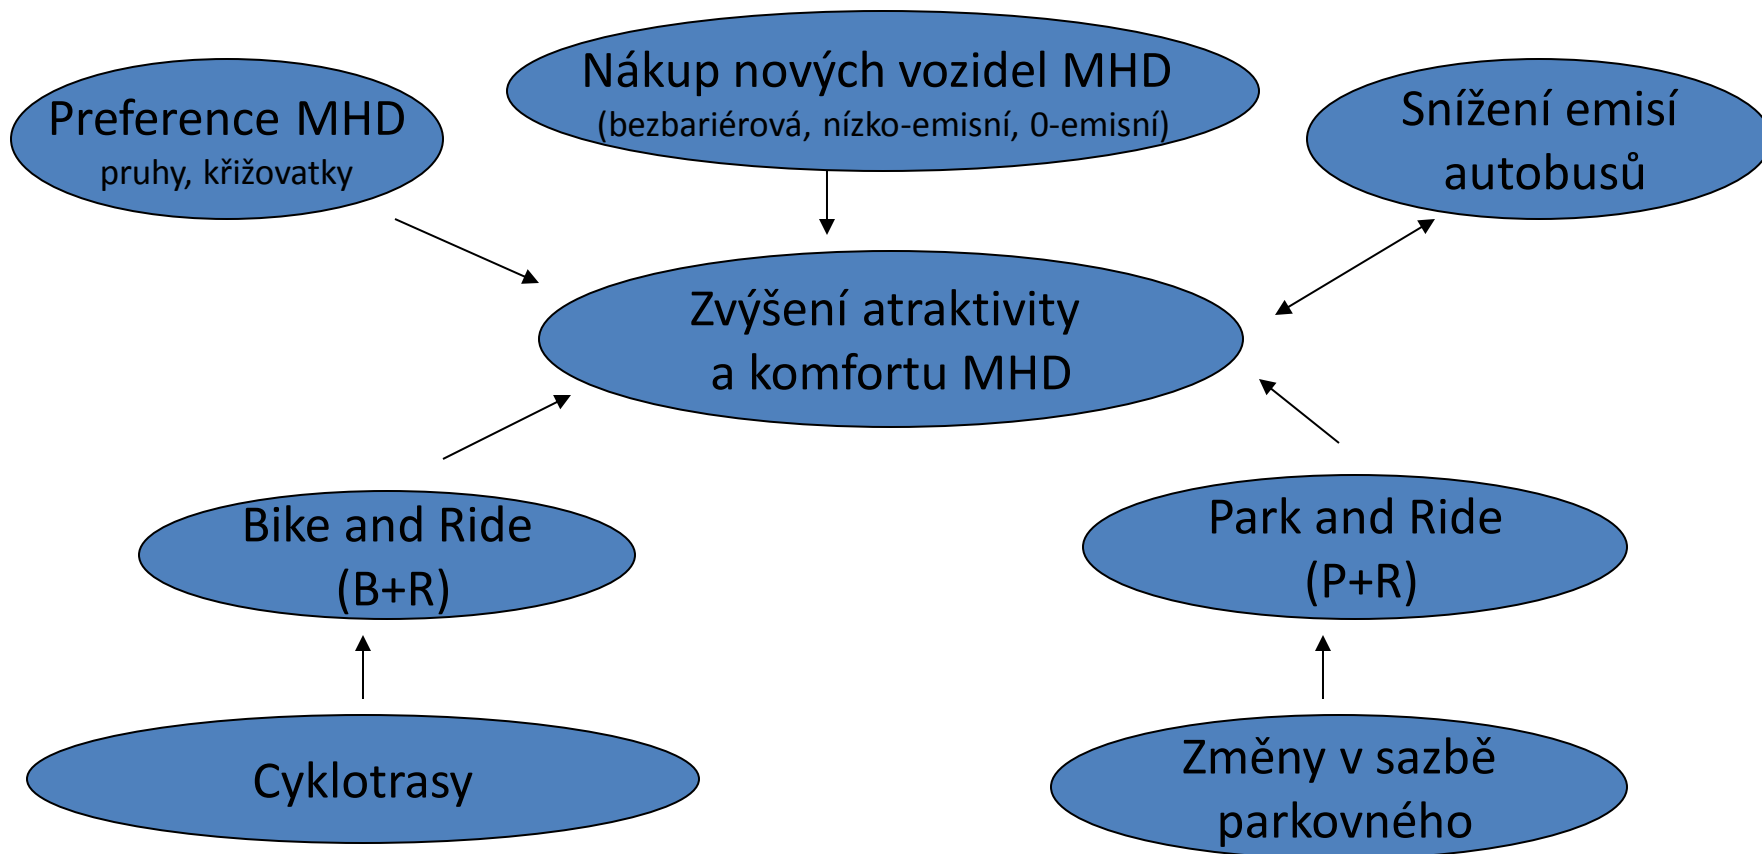 Preference MHD
pruhy, křižovatky
Nákup nových vozidel MHD
(bezbariérová, nízko-emisní, 0-emisní)
Snížení emisí
autobusů
Zvýšení atraktivity
a komfortu MHD
Bike and Ride
(B+R)
Park and Ride
(P+R)
Cyklotrasy
Změny v sazbě
parkovného